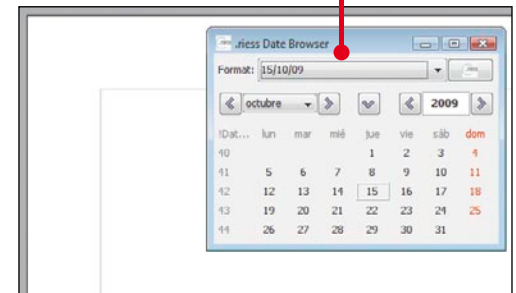 .riess Date Browser
Format: 15/10/09
octubre 2009
!Dat... lun mar mié jue vie sáb dom
40 1 2 3 4
41 5 6 7 8 9 10 11
42 12 13 14 15 16 17 18
43 19 20 21 22 23 24 25
44 26 27 28 29 30 31